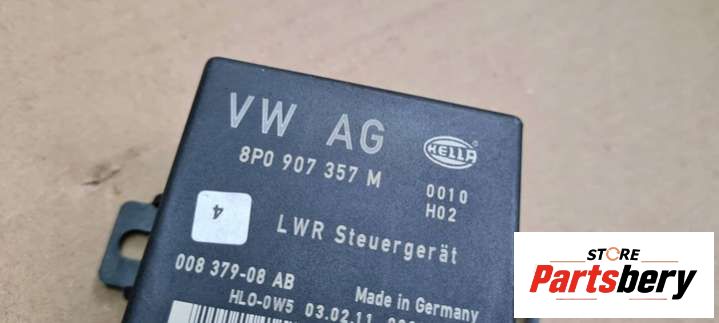 VW AG
8P0 907 357 M
HELLA
0010
H02
4
LWR Steuergerät
008 379-08 AB
Made in Germany
HLO-0W5 03.02.11
STORE
Partsbery